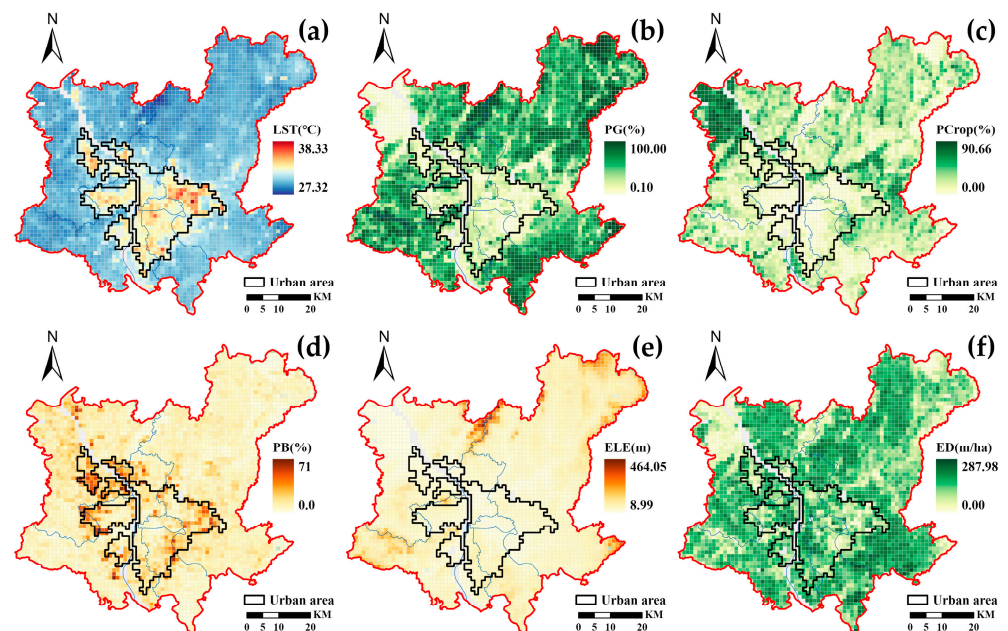 N
(a)
LST(°C)
38.33
27.32
Urban area
KM
0 5 10 20
N
(b)
PG(%)
100.00
0.10
Urban area
KM
0 5 10 20
N
(c)
PCrop(%)
90.66
0.00
Urban area
KM
0 5 10 20
N
(d)
PB(%)
71
0.0
Urban area
KM
0 5 10 20
N
(e)
ELE(m)
464.05
8.99
Urban area
KM
0 5 10 20
N
(f)
ED(m/ha)
287.98
0.00
Urban area
KM
0 5 10 20